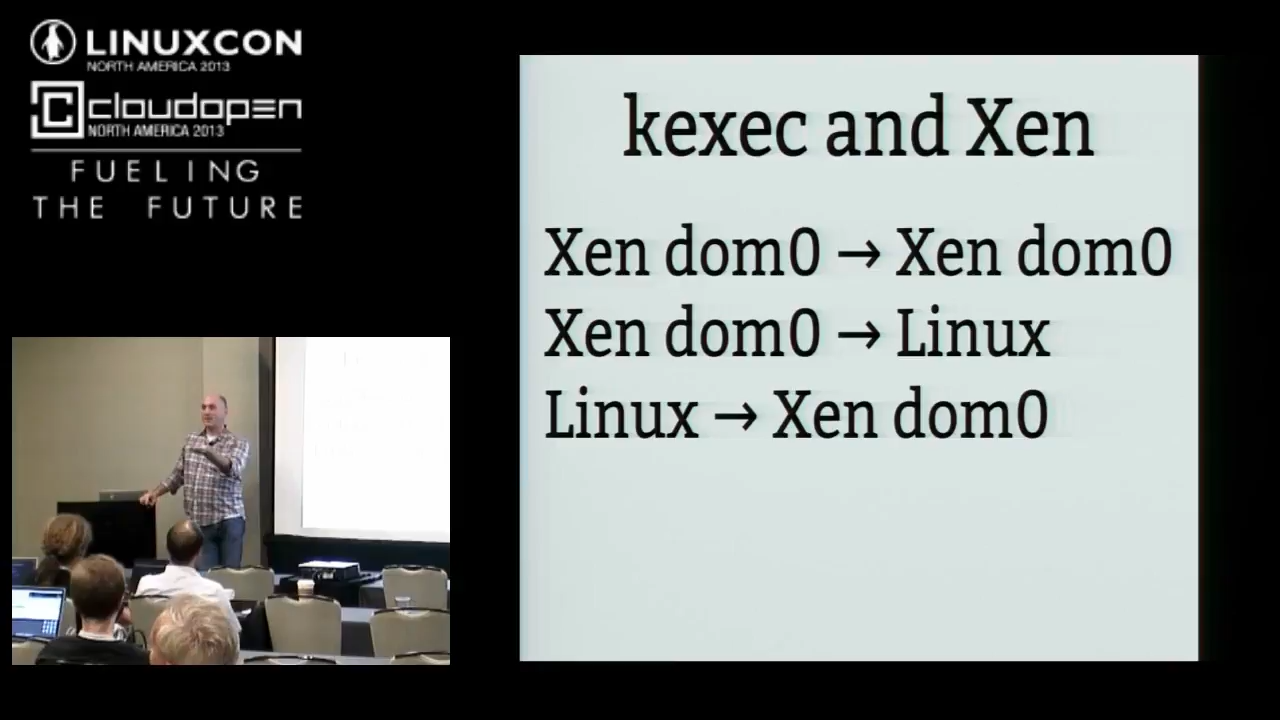 LINUXCON
NORTH AMERICA 2013
cloudopen
NORTH AMERICA 2013
FUELING
THE FUTURE
kexec and Xen
Xen dom0 → Xen dom0
Xen dom0 → Linux
Linux → Xen dom0